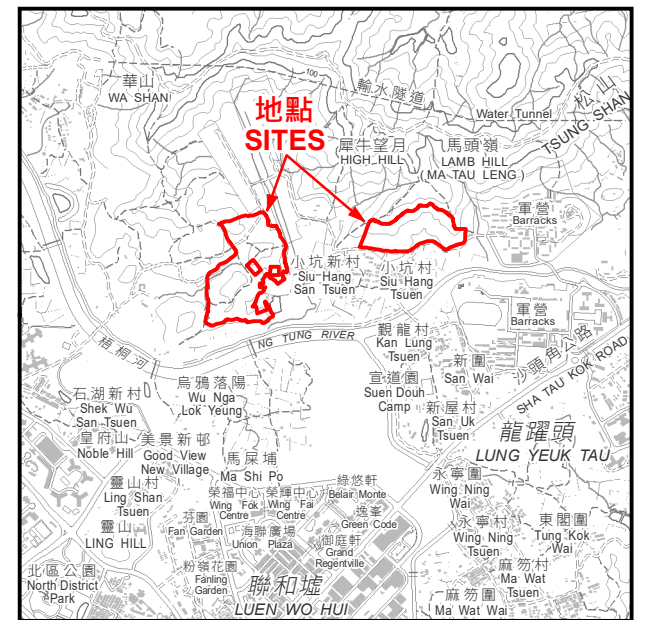 華山
WA SHAN
100
輸水隧道
Water Tunnel
松山
TSUNG SHAN
地點
SITES
犀牛望月
HIGH HILL
馬頭嶺
LAMB HILL
(MA TAU LENG)
軍營
Barracks
小坑新村
Siu Hang
San Tsuen
小坑村
Siu Hang
Tsuen
軍營
Barracks
梧桐河
NG TUNG RIVER
覲龍村
Kan Lung
Tsuen
新圍
San Wai
沙頭角公路
SHA TAU KOK ROAD
石湖新村
Shek Wu
San Tsuen
烏鴉落陽
Wu Nga
Lok Yeung
宣道園
Suen Douh
Camp
新屋村
San Uk
Tsuen
皇府山
Noble Hill
美景新邨
Good View
New Village
馬屎埔
Ma Shi Po
龍躍頭
LUNG YEUK TAU
靈山村
Ling Shan
Tsuen
榮福中心
Wing Fok
Centre
榮輝中心
Wing Fai
Centre
綠悠軒
Belair Monte
永寧圍
Wing Ning
Wai
靈山
LING HILL
芬園
Fan Garden
海聯廣場
Union Plaza
逸峯
Green Code
御庭軒
Grand
Regentville
永寧村
Wing Ning
Tsuen
東閣圍
Tung Kok
Wai
北區公園
North District
Park
粉嶺花園
Fanling
Garden
聯和墟
LUEN WO HUI
麻笏村
Ma Wat
Tsuen
麻笏圍
Ma Wat Wai